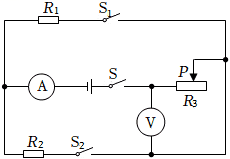 R₁ S₁
P
A S
R₃
V
R₂ S₂